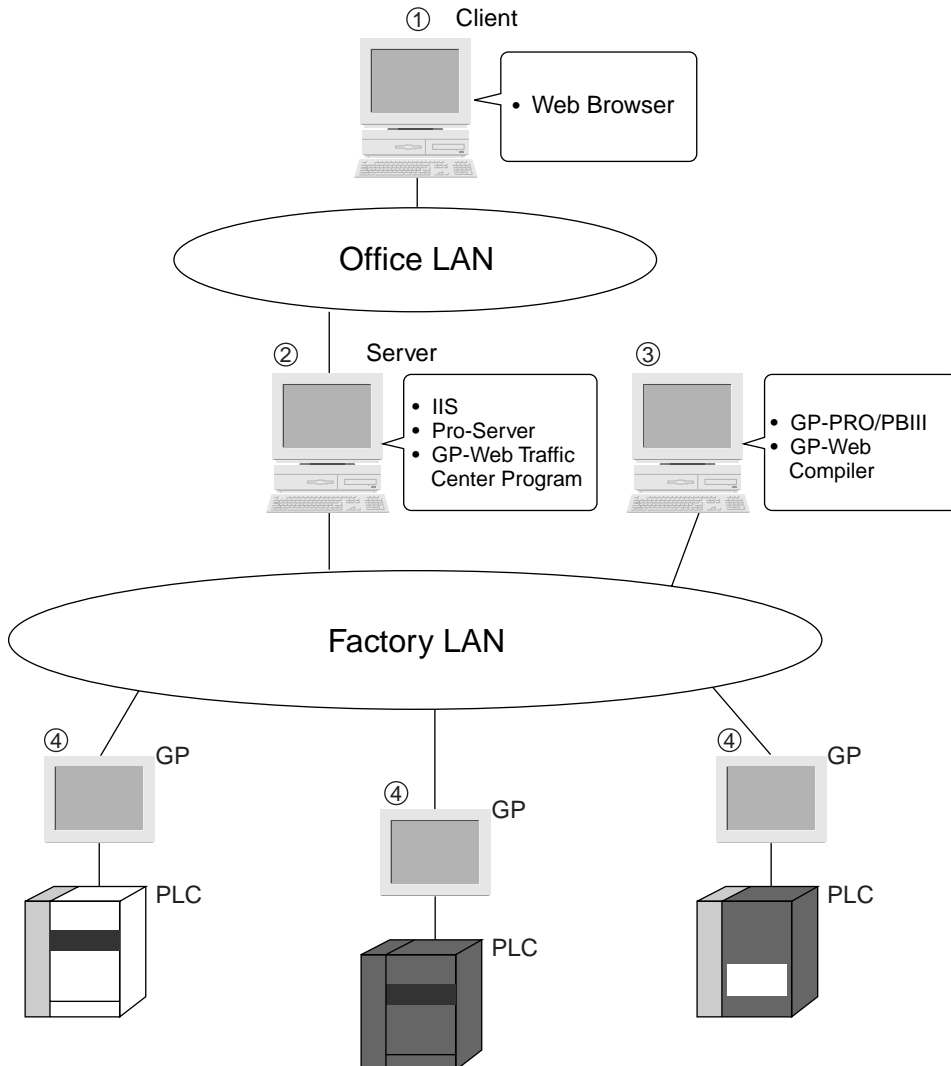 ① Client
• Web Browser
Office LAN
② Server
③
• IIS
• Pro-Server
• GP-Web Traffic
Center Program
• GP-PRO/PBIII
• GP-Web
Compiler
Factory LAN
④ GP
④ GP
④ GP
PLC
PLC
PLC